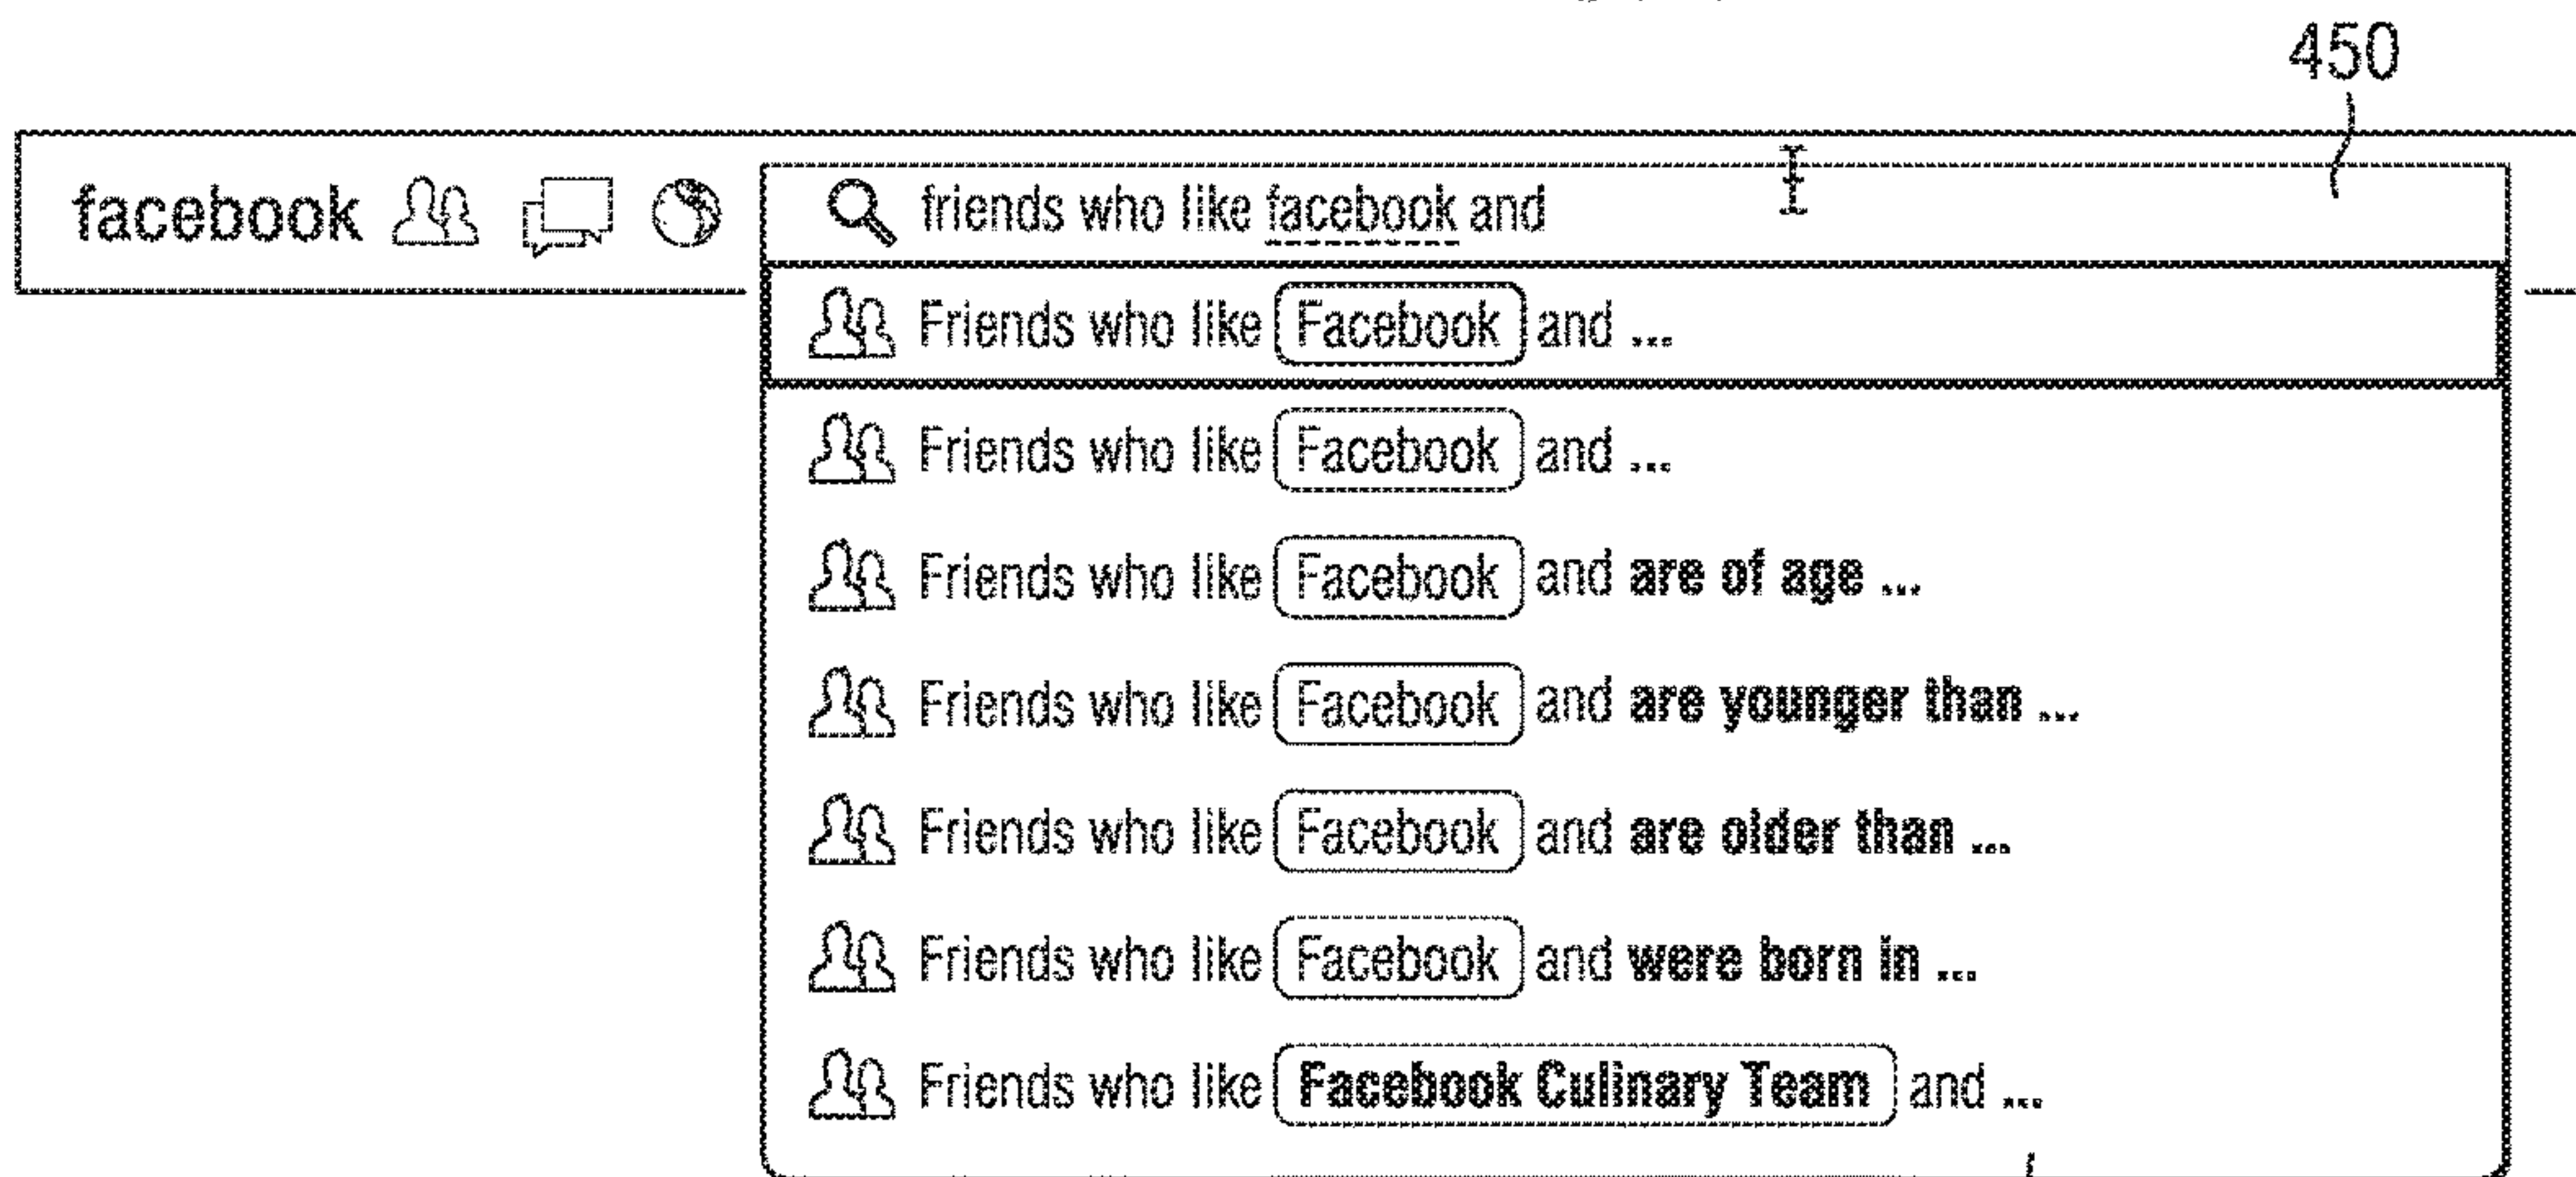 450
facebook friends who like facebook and
Friends who like Facebook and ...
Friends who like Facebook and ...
Friends who like Facebook and are of age ...
Friends who like Facebook and are younger than ...
Friends who like Facebook and are older than ...
Friends who like Facebook and were born in ...
Friends who like Facebook Culinary Team and ...